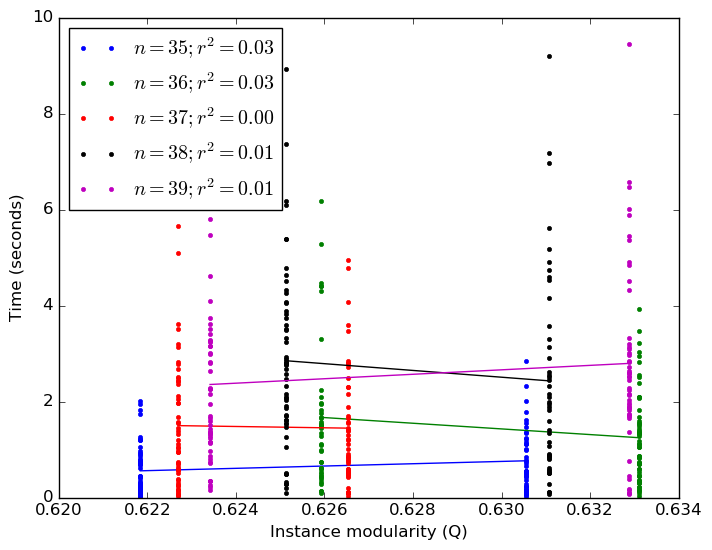 10
8
6
4
2
0
Time (seconds)
n = 35; r² = 0.03
n = 36; r² = 0.03
n = 37; r² = 0.00
n = 38; r² = 0.01
n = 39; r² = 0.01
0.620 0.622 0.624 0.626 0.628 0.630 0.632 0.634
Instance modularity (Q)